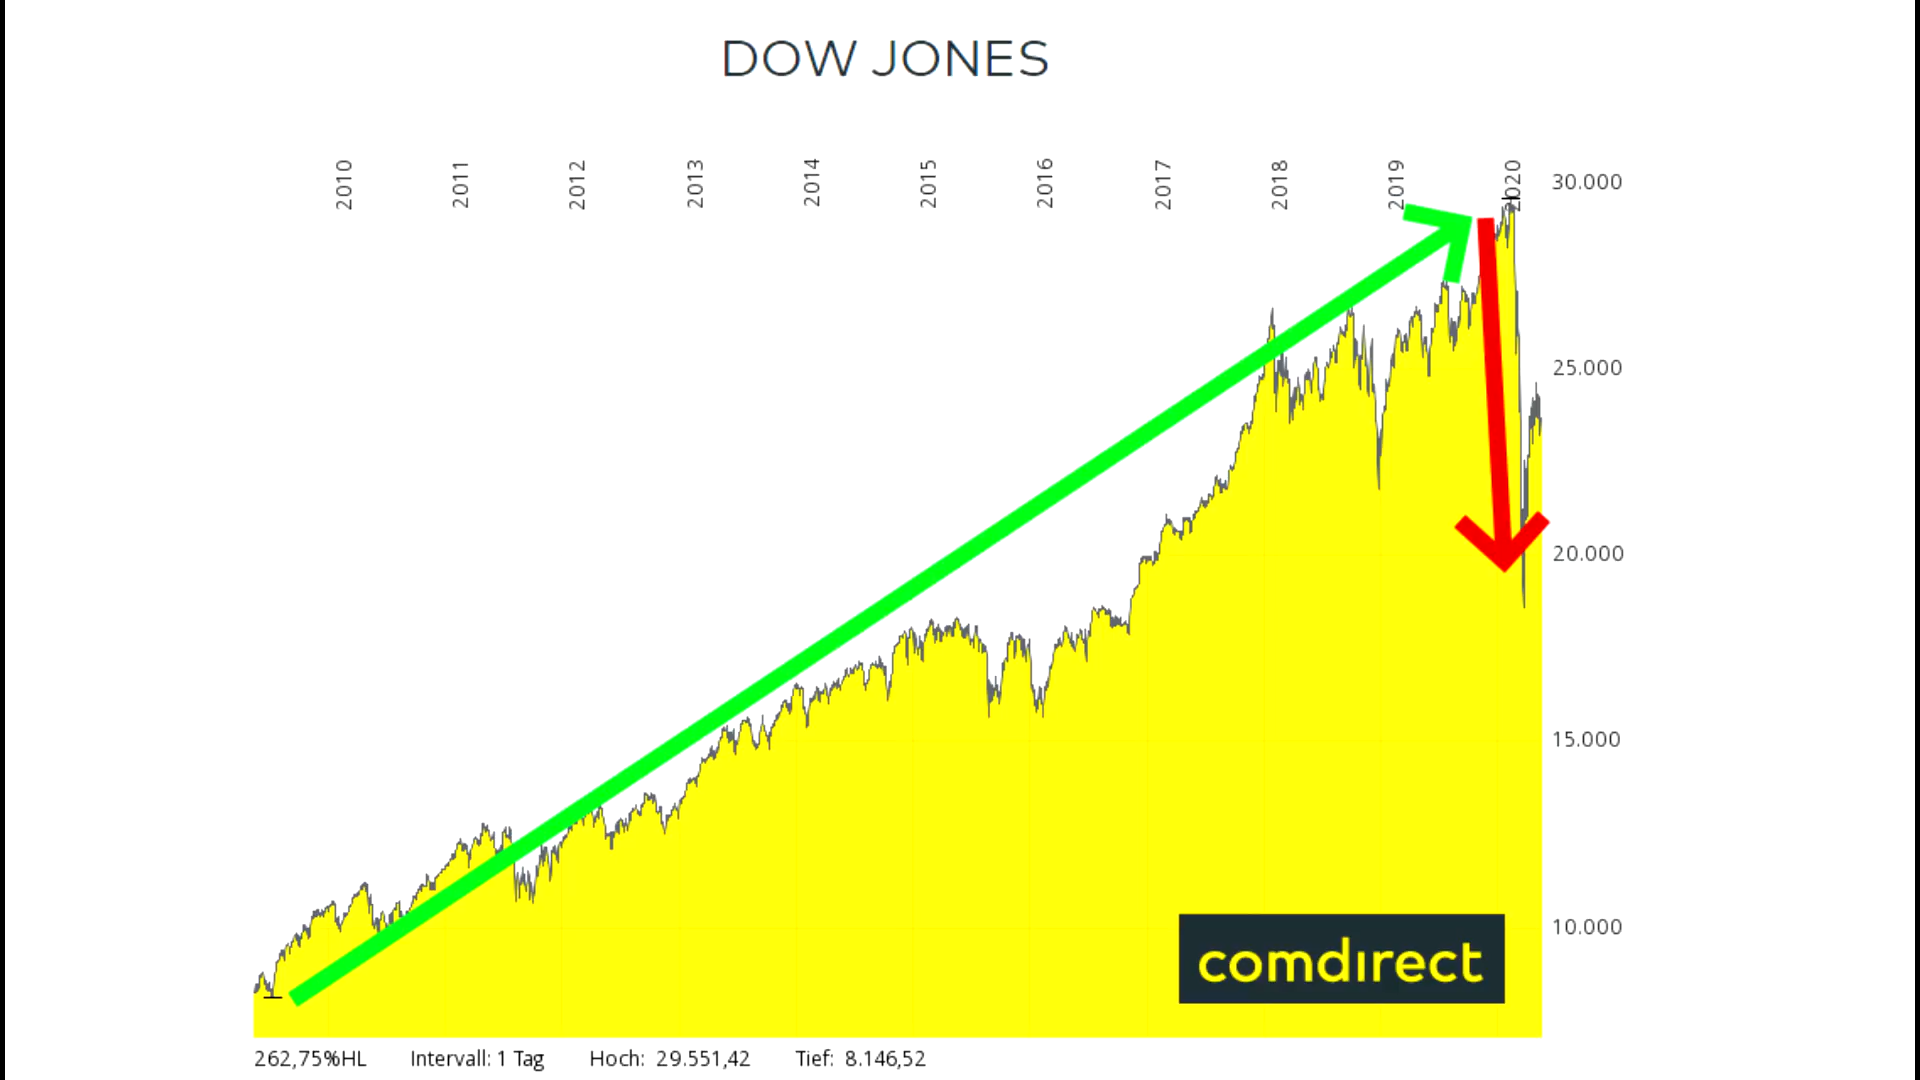 DOW JONES
2010 2011 2012 2013 2014 2015 2016 2017 2018 2019 2020
30.000
25.000
20.000
15.000
10.000
comdırect
262,75%HL Intervall: 1 Tag Hoch: 29.551,42 Tief: 8.146,52